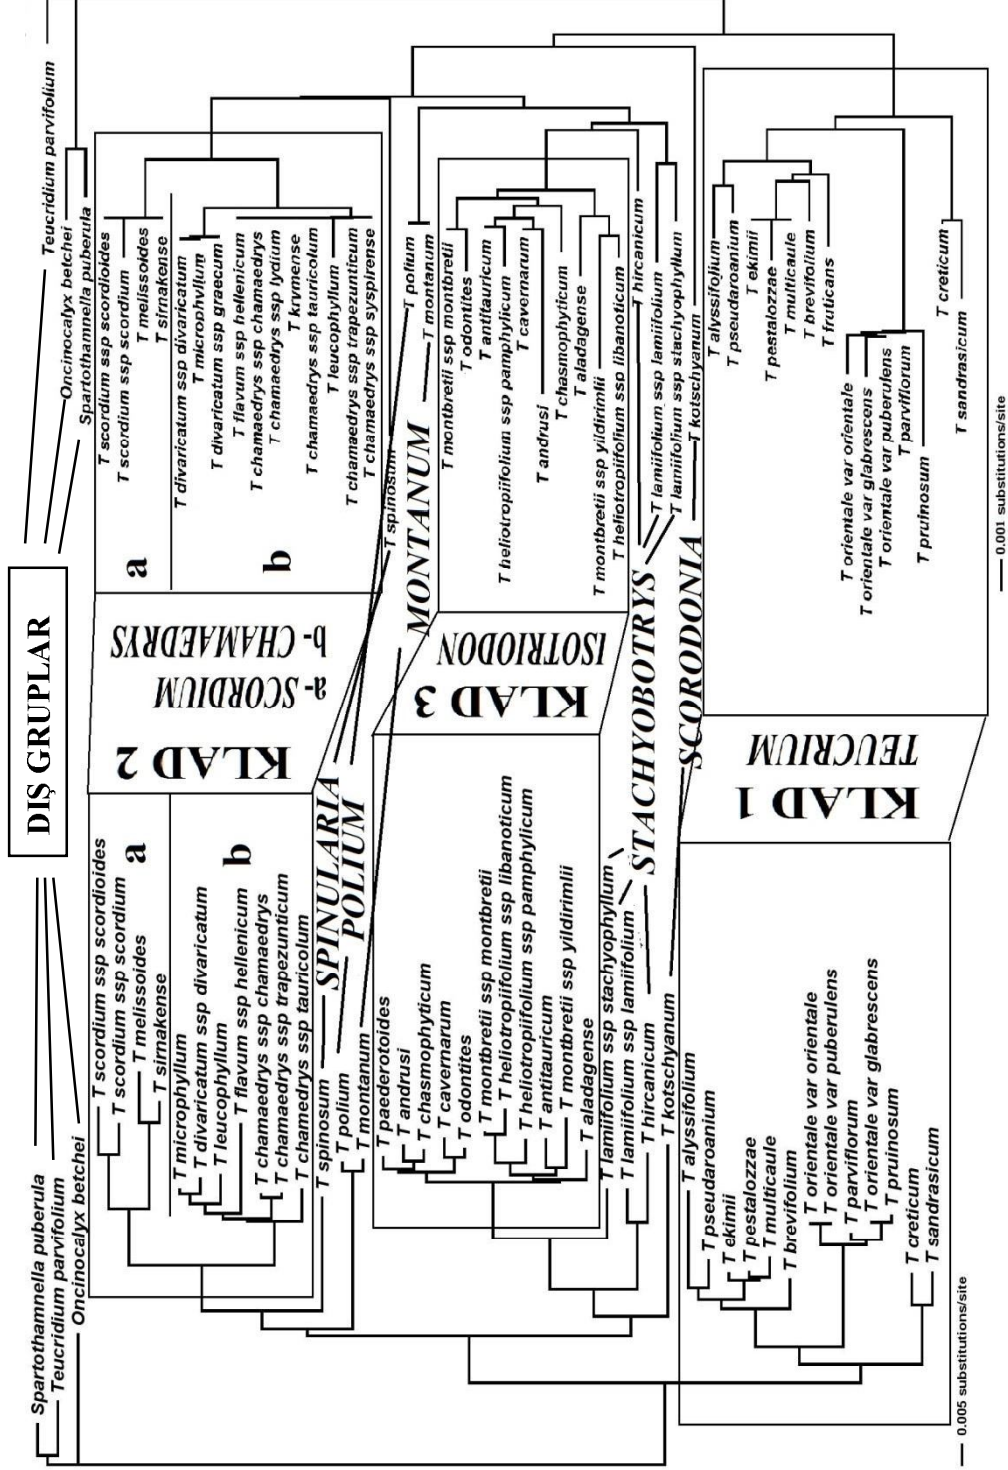 DIŞ GRUPLAR
Spartothamnella puberula
Teucridium parvifolium
Oncinocalyx betchei
T scordium ssp scordioides
T scordium ssp scordium
T melissoides
T sirnakense
a
T microphyllum
T divaricatum ssp divaricatum
T leucophyllum
T flavum ssp hellenicum
T chamaedrys ssp chamaedrys
T chamaedrys ssp trapezunticum
T chamedrys ssp tauricolum
b
T spinosum
T polium
T montanum
T paederotoides
T andrusi
T chasmophyticum
T cavernarum
T odontites
T montbretii ssp montbretii
T heliotropiifolium ssp libanoticum
T heliotropiifolium ssp pamphylicum
T antitauricum
T montbretii ssp yildirimlii
T aladagense
T lamiifolium ssp stachyophyllum
T lamiifolium ssp lamiifolium
T hircanicum
T kotschyanum
T alyssifolium
T pseudaroanium
T ekimii
T pestalozzae
T multicaule
T brevifolium
T orientale var orientale
T orientale var puberulens
T parviflorum
T orientale var glabrescens
T pruinosum
T creticum
T sandrasicum
0.005 substitutions/site
KLAD 2
a- SCORDIUM
b- CHAMAEDRYS
SPINULARIA
POLIUM
MONTANUM
KLAD 3
ISOTRIODON
STACHYOBOTRYS
SCORODONIA
KLAD 1
TEUCRIUM
Teucridium parvifolium
Oncinocalyx betchei
Spartothamnella puberula
T scordium ssp scordioides
T scordium ssp scordium
T melissoides
T sirnakense
a
T divaricatum ssp divaricatum
T microphyllum
T divaricatum ssp graecum
T flavum ssp hellenicum
T chamaedrys ssp chamaedrys
T chamaedrys ssp lydium
T krymense
T chamaedrys ssp tauricolum
T leucophyllum
T chamaedrys ssp trapezunticum
T chamaedrys ssp syspirense
b
T spinosum
T polium
T montanum
T montbretii ssp montbretii
T odontites
T antitauricum
T heliotropiifolium ssp pamphylicum
T cavernarum
T andrusi
T chasmophyticum
T aladagense
T montbretii ssp yildirimlii
T heliotropiifolium ssp libanoticum
T hircanicum
T lamiifolium ssp lamiifolium
T lamiifolium ssp stachyophyllum
T kotschyanum
T alyssifolium
T pseudaroanium
T ekimii
T pestalozzae
T multicaule
T brevifolium
T fruticans
T orientale var orientale
T orientale var glabrescens
T orientale var puberulens
T parviflorum
T pruinosum
T creticum
T sandrasicum
0.001 substitutions/site